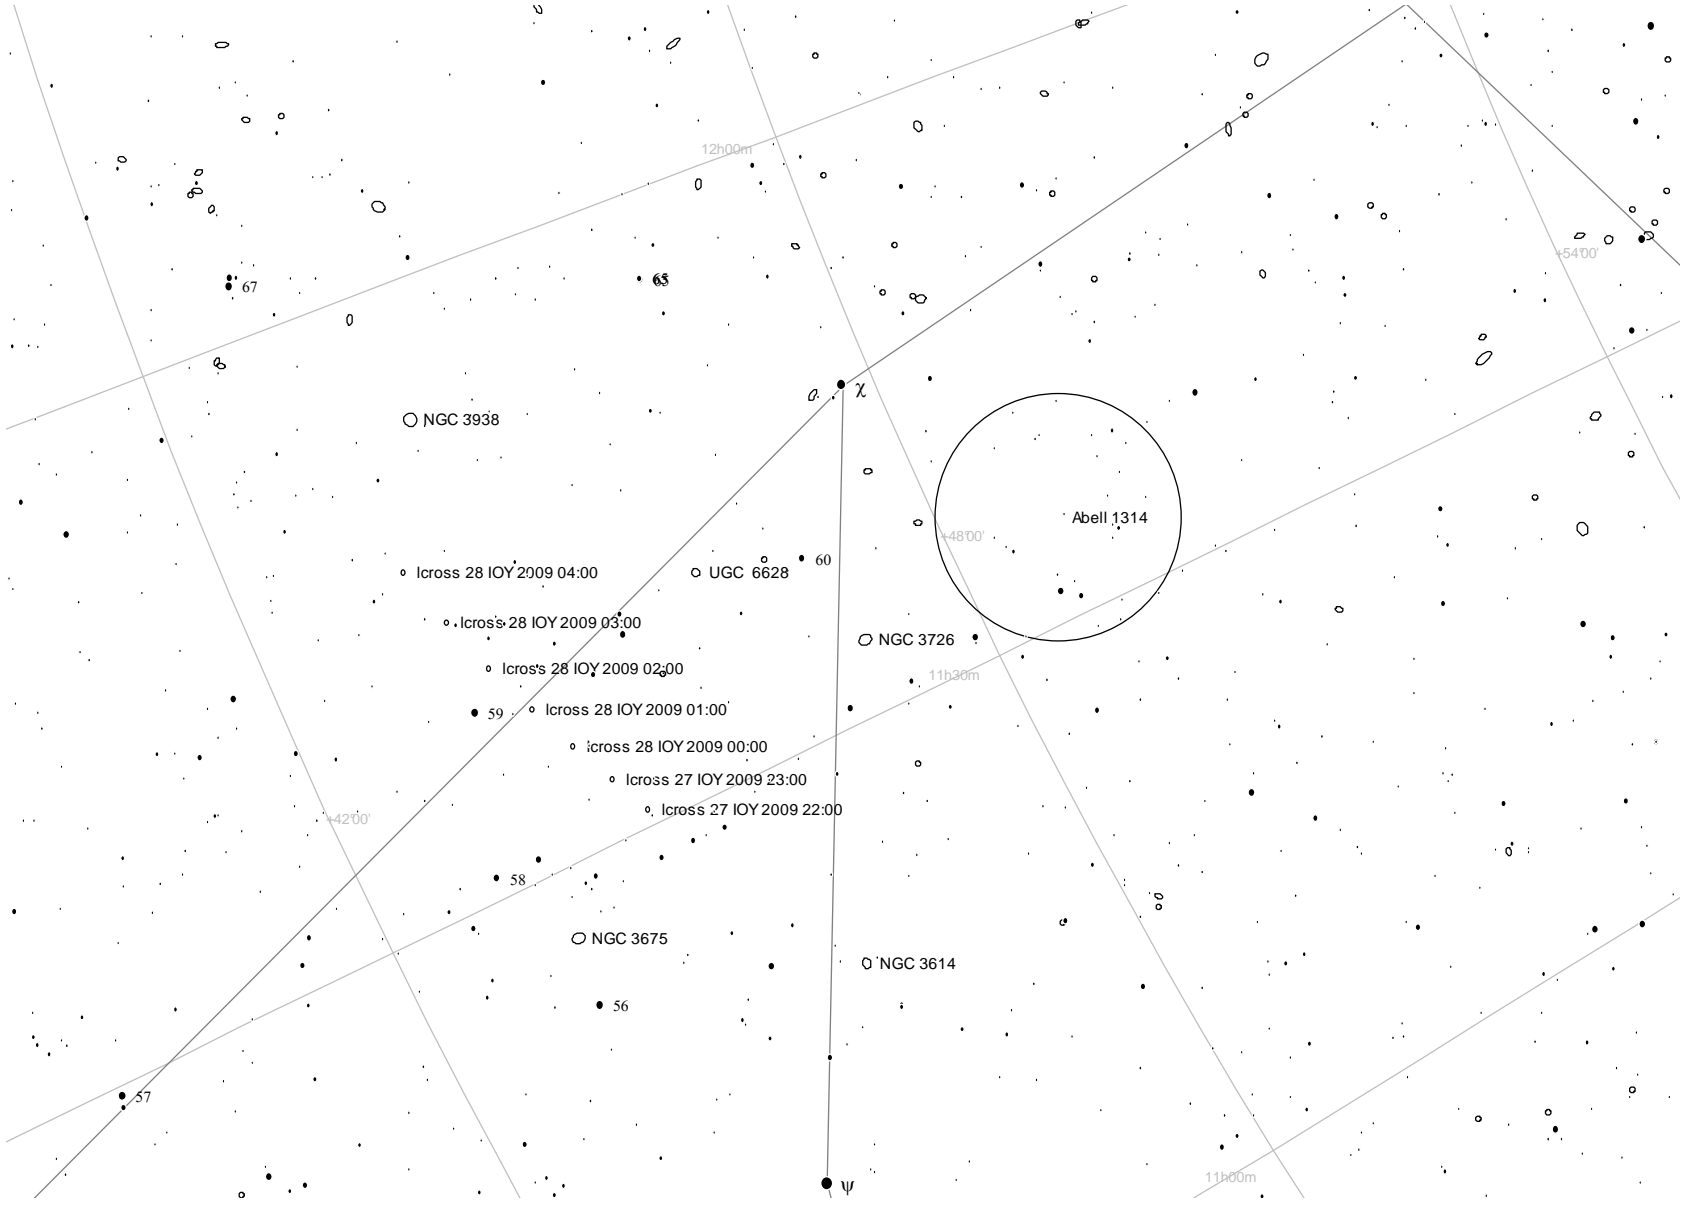 12h00m
+54°00'
67
65
χ
NGC 3938
Abell 1314
+48°00'
60
Icross 28 IOY 2009 04:00
UGC 6628
Icross 28 IOY 2009 03:00
NGC 3726
Icross 28 IOY 2009 02:00
11h30m
59
Icross 28 IOY 2009 01:00
Icross 28 IOY 2009 00:00
Icross 27 IOY 2009 23:00
Icross 27 IOY 2009 22:00
+42°00'
58
NGC 3675
NGC 3614
56
57
11h00m
ψ